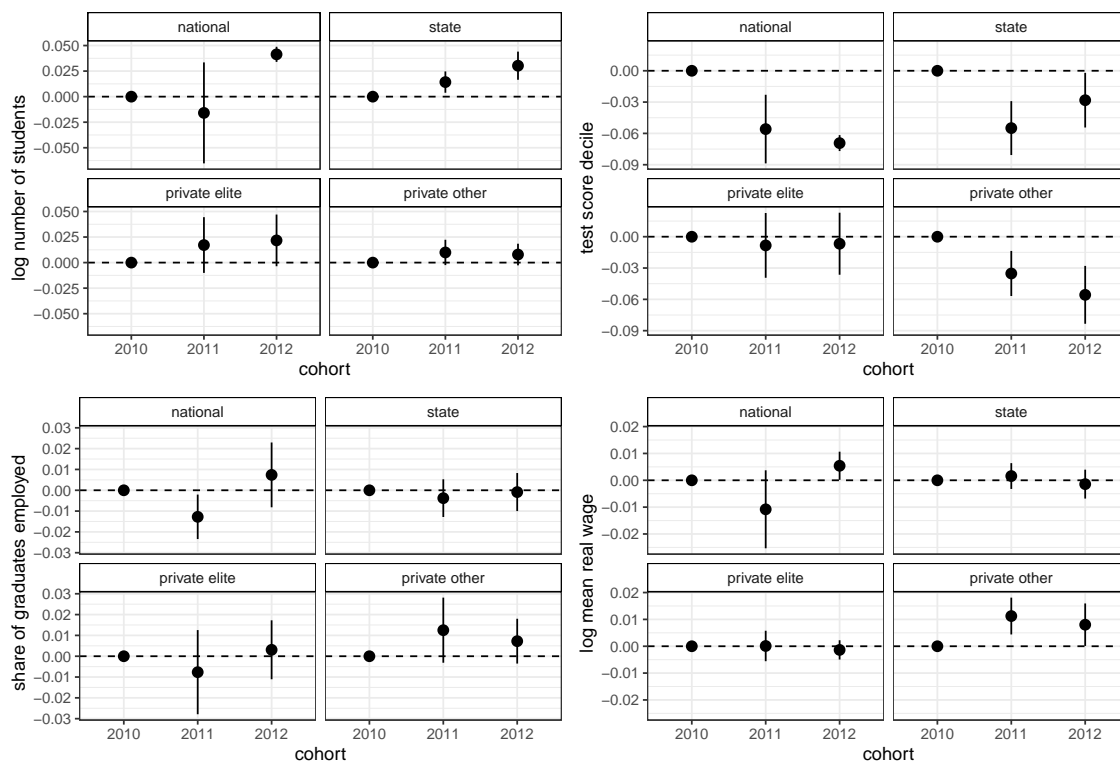 national
state
0.050
0.025
0.000
−0.025
−0.050
private elite
private other
0.050
0.025
0.000
−0.025
−0.050
2010 2011 2012
2010 2011 2012
cohort
log number of students
national
state
0.00
−0.03
−0.06
−0.09
private elite
private other
0.00
−0.03
−0.06
−0.09
2010 2011 2012
2010 2011 2012
cohort
test score decile
national
state
0.03
0.02
0.01
0.00
−0.01
−0.02
−0.03
private elite
private other
0.03
0.02
0.01
0.00
−0.01
−0.02
−0.03
2010 2011 2012
2010 2011 2012
cohort
share of graduates employed
national
state
0.02
0.01
0.00
−0.01
−0.02
private elite
private other
0.02
0.01
0.00
−0.01
−0.02
2010 2011 2012
2010 2011 2012
cohort
log mean real wage